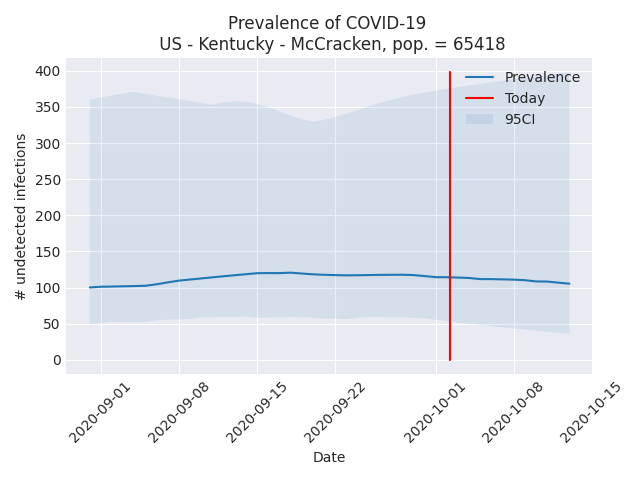 Prevalence of COVID-19
US - Kentucky - McCracken, pop. = 65418
Prevalence
Today
95CI
400
350
300
250
200
150
100
50
0
# undetected infections
2020-09-01
2020-09-08
2020-09-15
2020-09-22
2020-10-01
2020-10-08
2020-10-15
Date